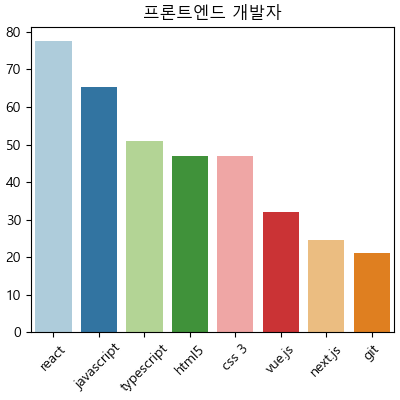 프론트엔드 개발자
80
70
60
50
40
30
20
10
0
react
javascript
typescript
html5
css 3
vue.js
next.js
git